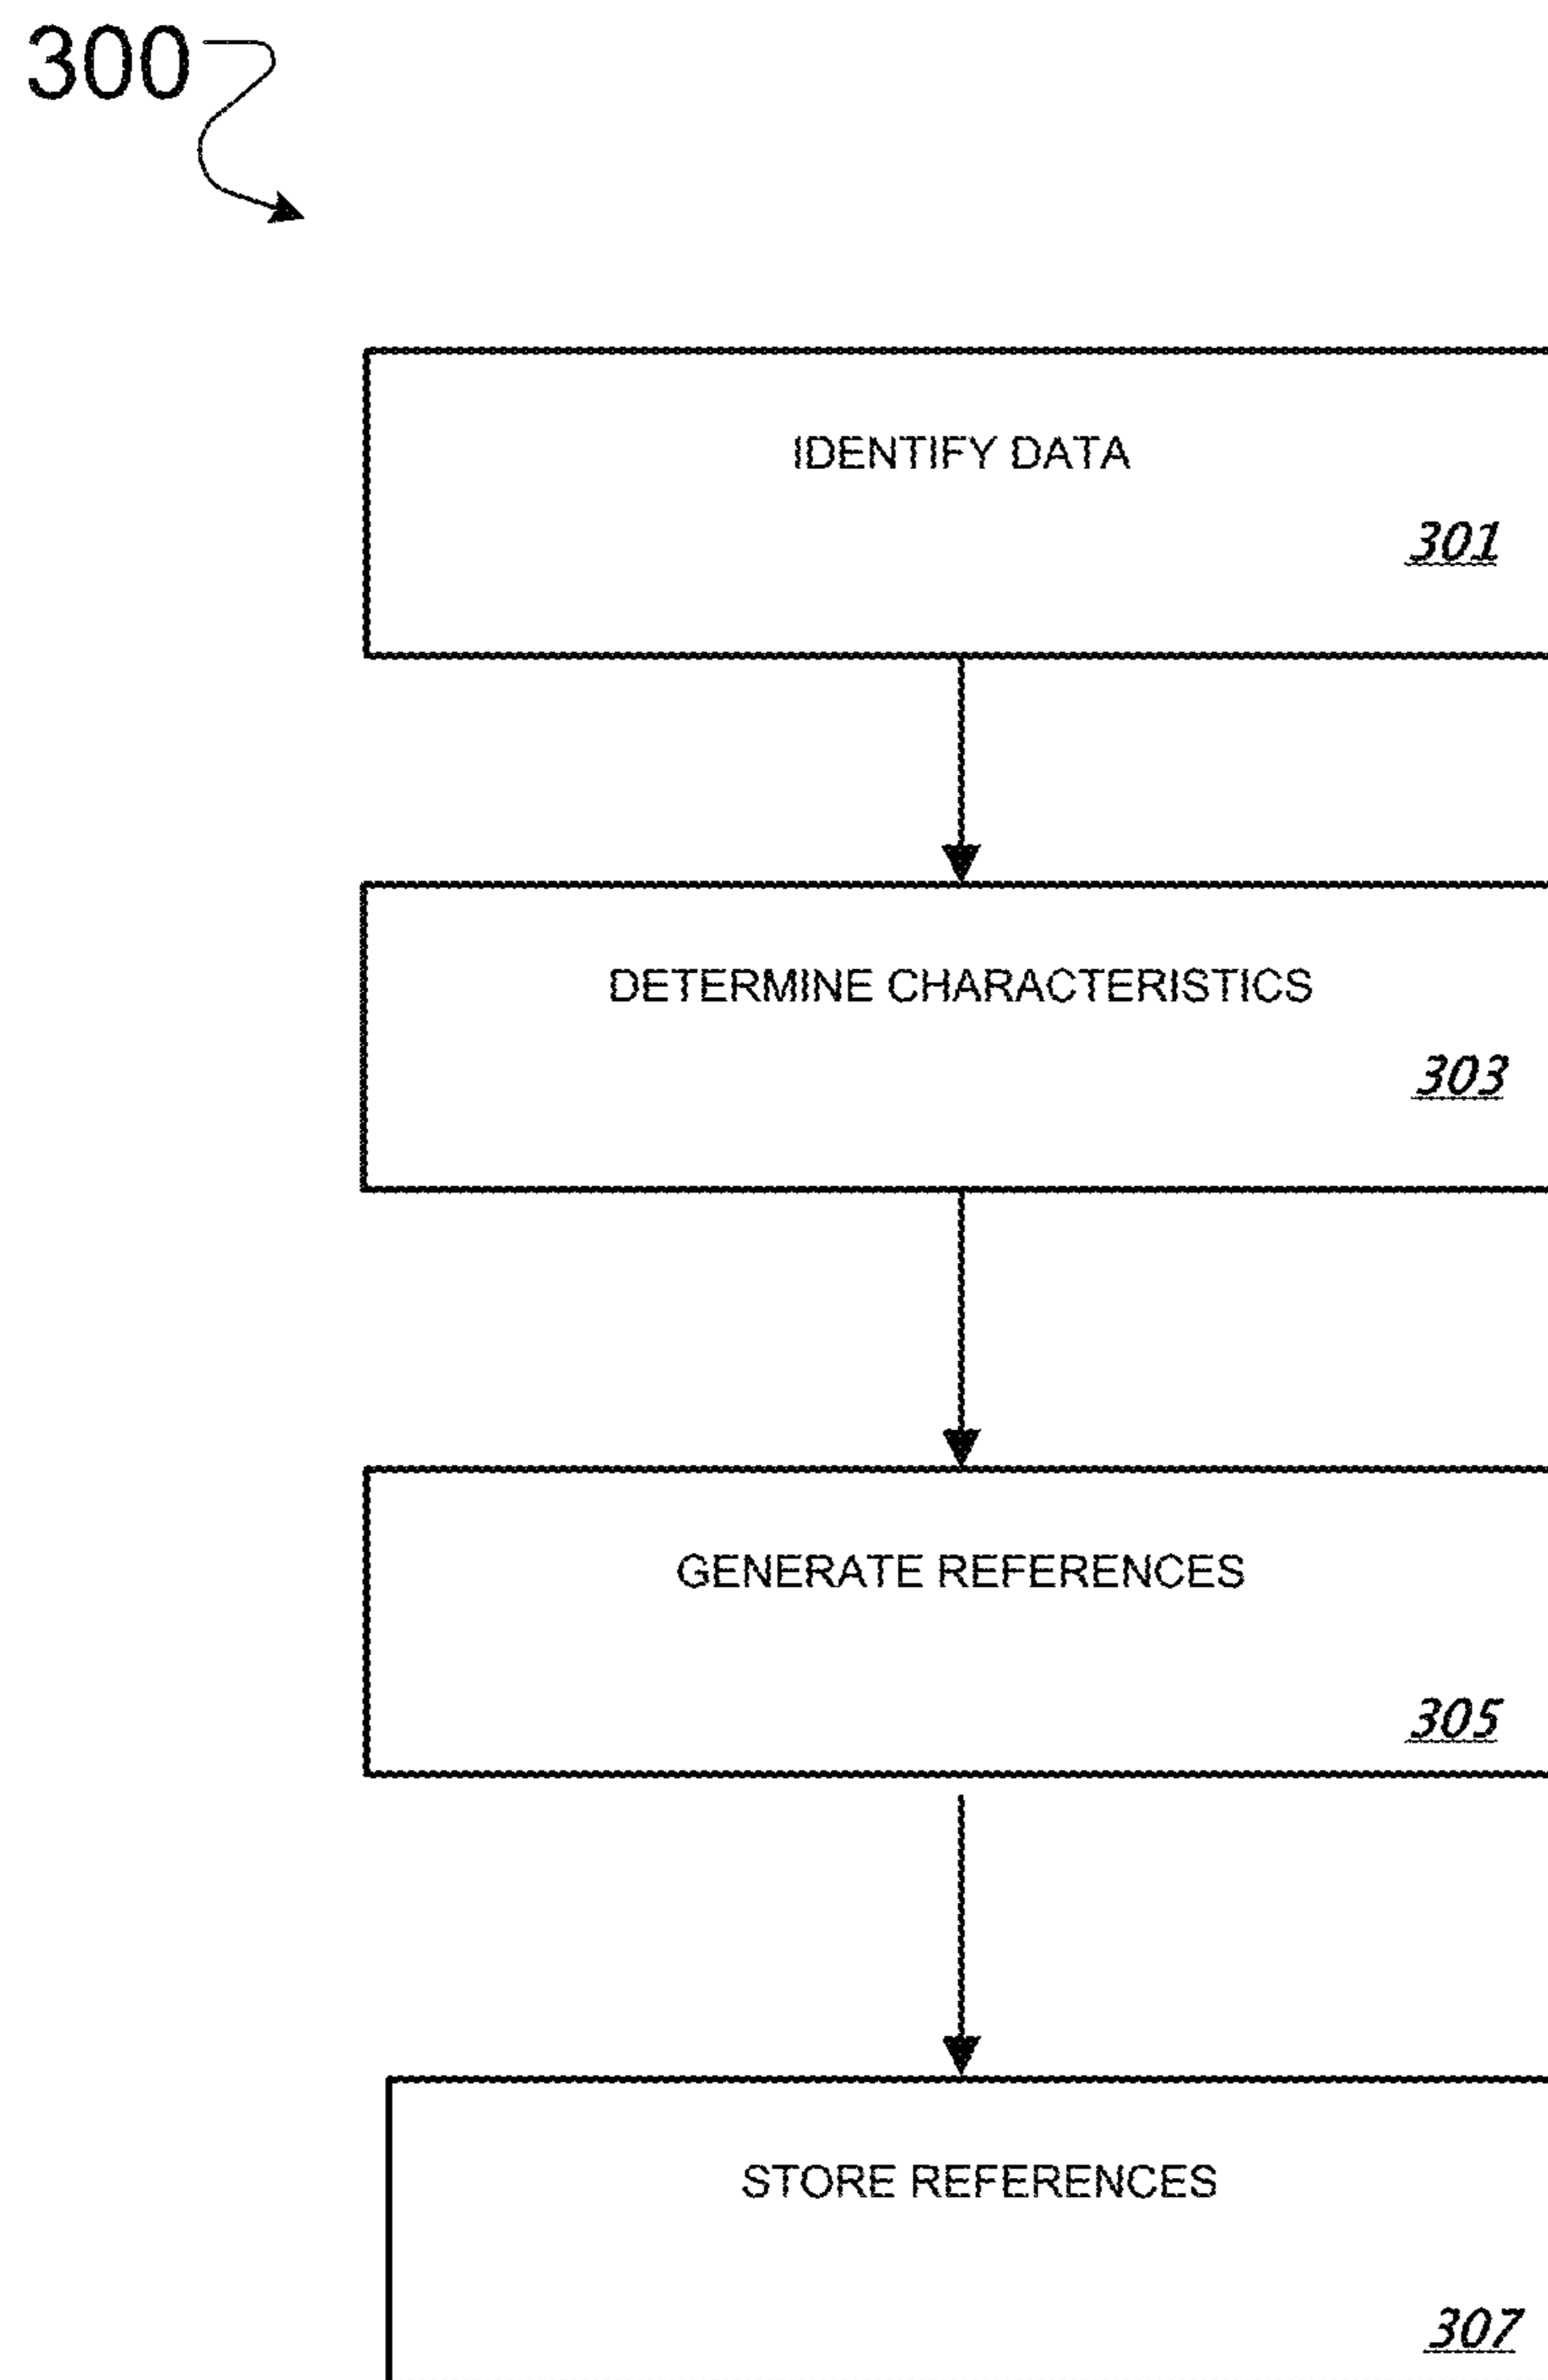 300
IDENTIFY DATA
301
DETERMINE CHARACTERISTICS
303
GENERATE REFERENCES
305
STORE REFERENCES
307